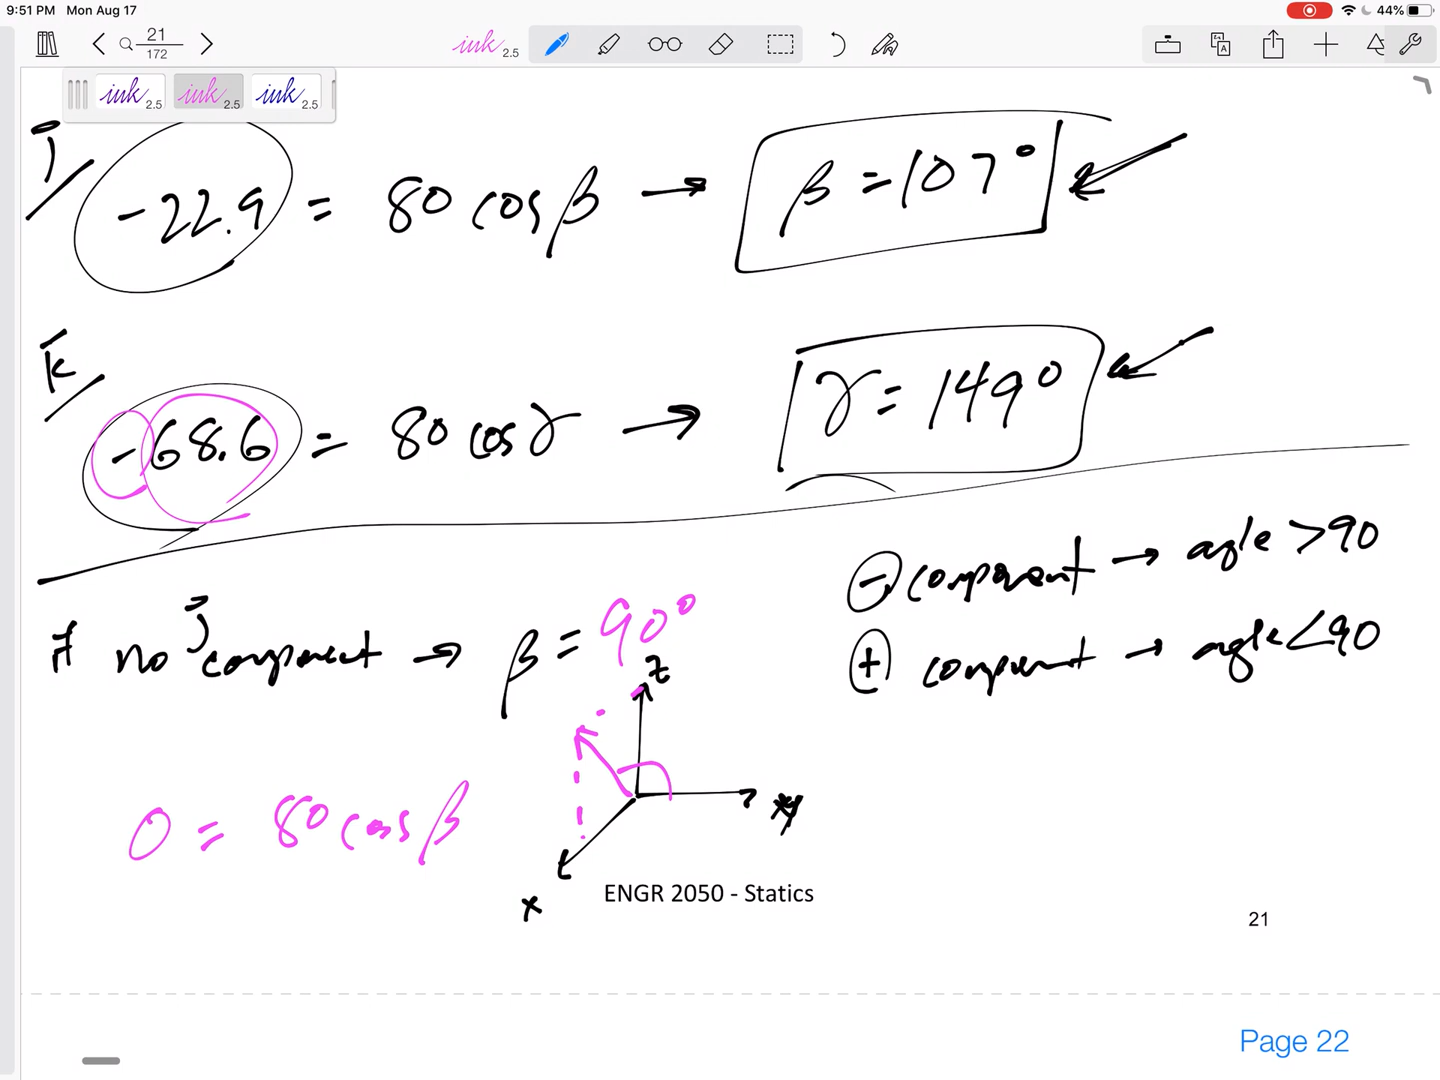 9:51 PM Mon Aug 17
44%
21
172
ink 2.5
ink 2.5 ink 2.5 ink 2.5
j
-22.9 = 80 cos β → β = 107°
k
-68.6 = 80 cos γ → γ = 149°
⊖ component → agle > 90
If no j component → β = 90°
⊕ component → angle < 90
z
0 = 80 cos β
y
x
ENGR 2050 - Statics
21
Page 22